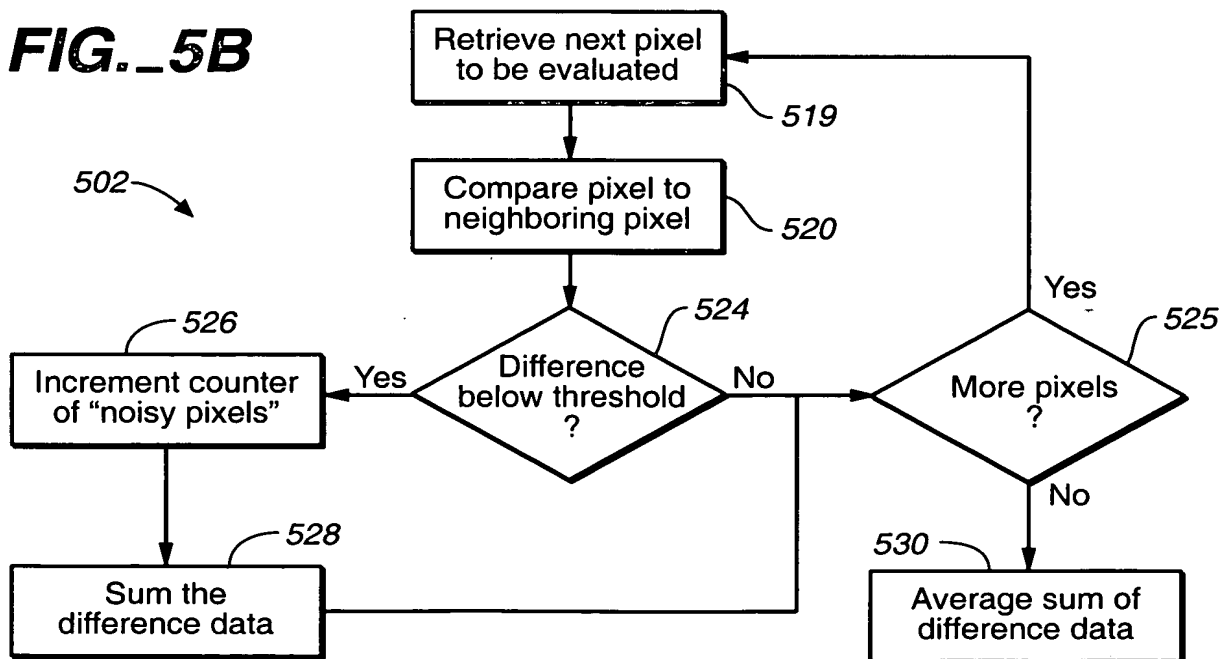 FIG._5B
Retrieve next pixel
to be evaluated
519
502
Compare pixel to
neighboring pixel
520
Yes
525
524
526
Increment counter
of “noisy pixels”
Yes
Difference
below threshold
?
No
More pixels
?
No
528
Sum the
difference data
530
Average sum of
difference data